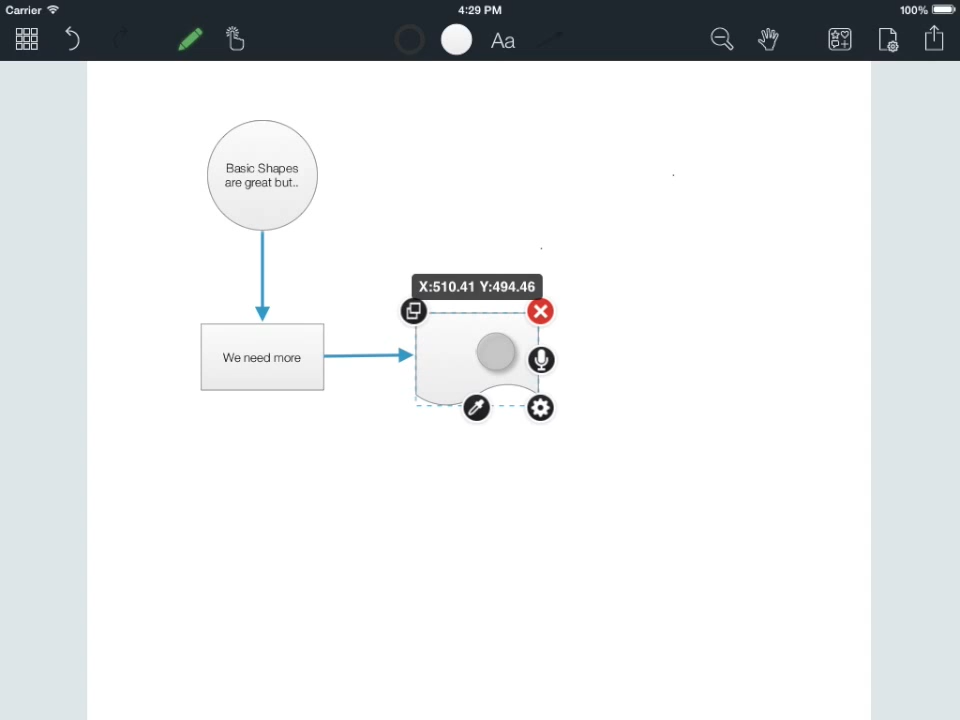 Carrier 4:29 PM 100%
Aa
Basic Shapes
are great but..
X:510.41 Y:494.46
We need more